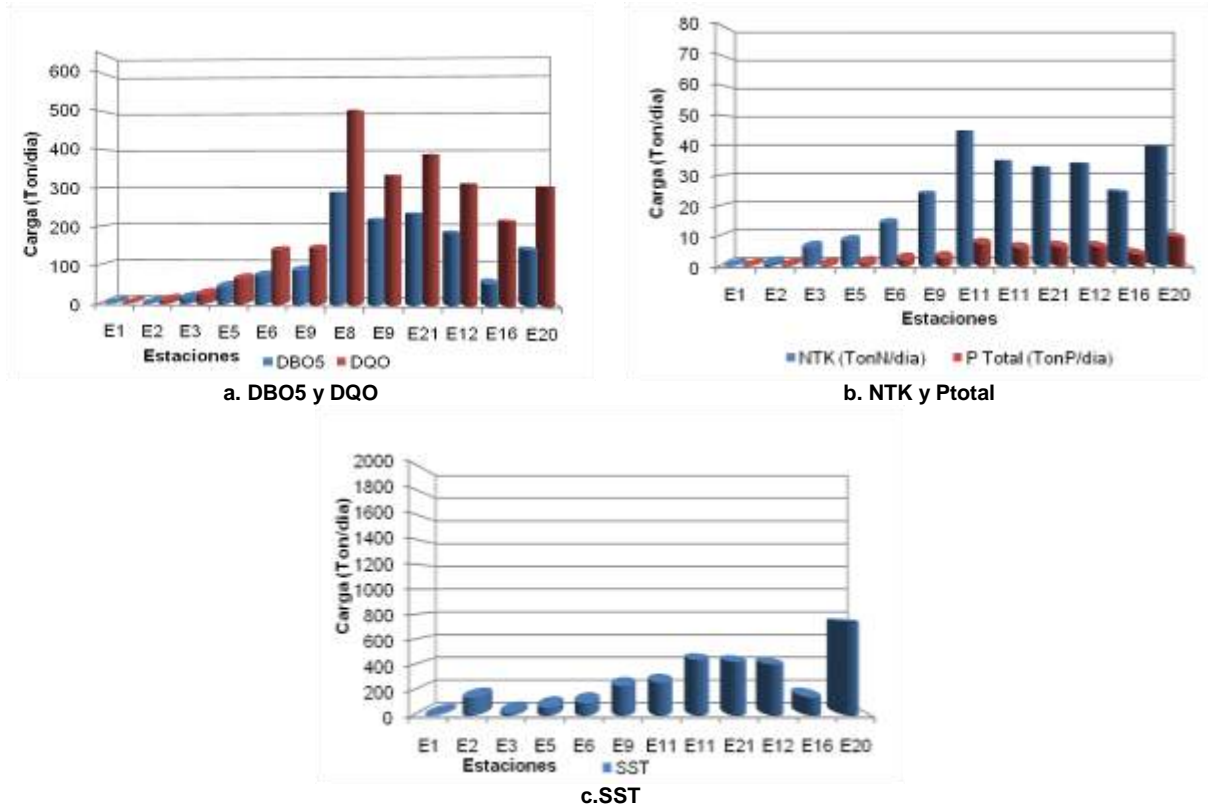 600
500
400
300
200
100
0
Carga (Ton/dia)
E1 E2 E3 E5 E6 E9 E8 E9 E21 E12 E16 E20
Estaciones DBO5 DQO
a. DBO5 y DQO
80
70
60
50
40
30
20
10
0
Carga (Ton/dia)
E1 E2 E3 E5 E6 E9 E11 E11 E21 E12 E16 E20
Estaciones
NTK (TonN/dia) P Total (TonP/dia)
b. NTK y Ptotal
2000
1800
1600
1400
1200
1000
800
600
400
200
0
Carga (Ton/dia)
E1 E2 E3 E5 E6 E9 E11 E11 E21 E12 E16 E20
Estaciones SST
c.SST